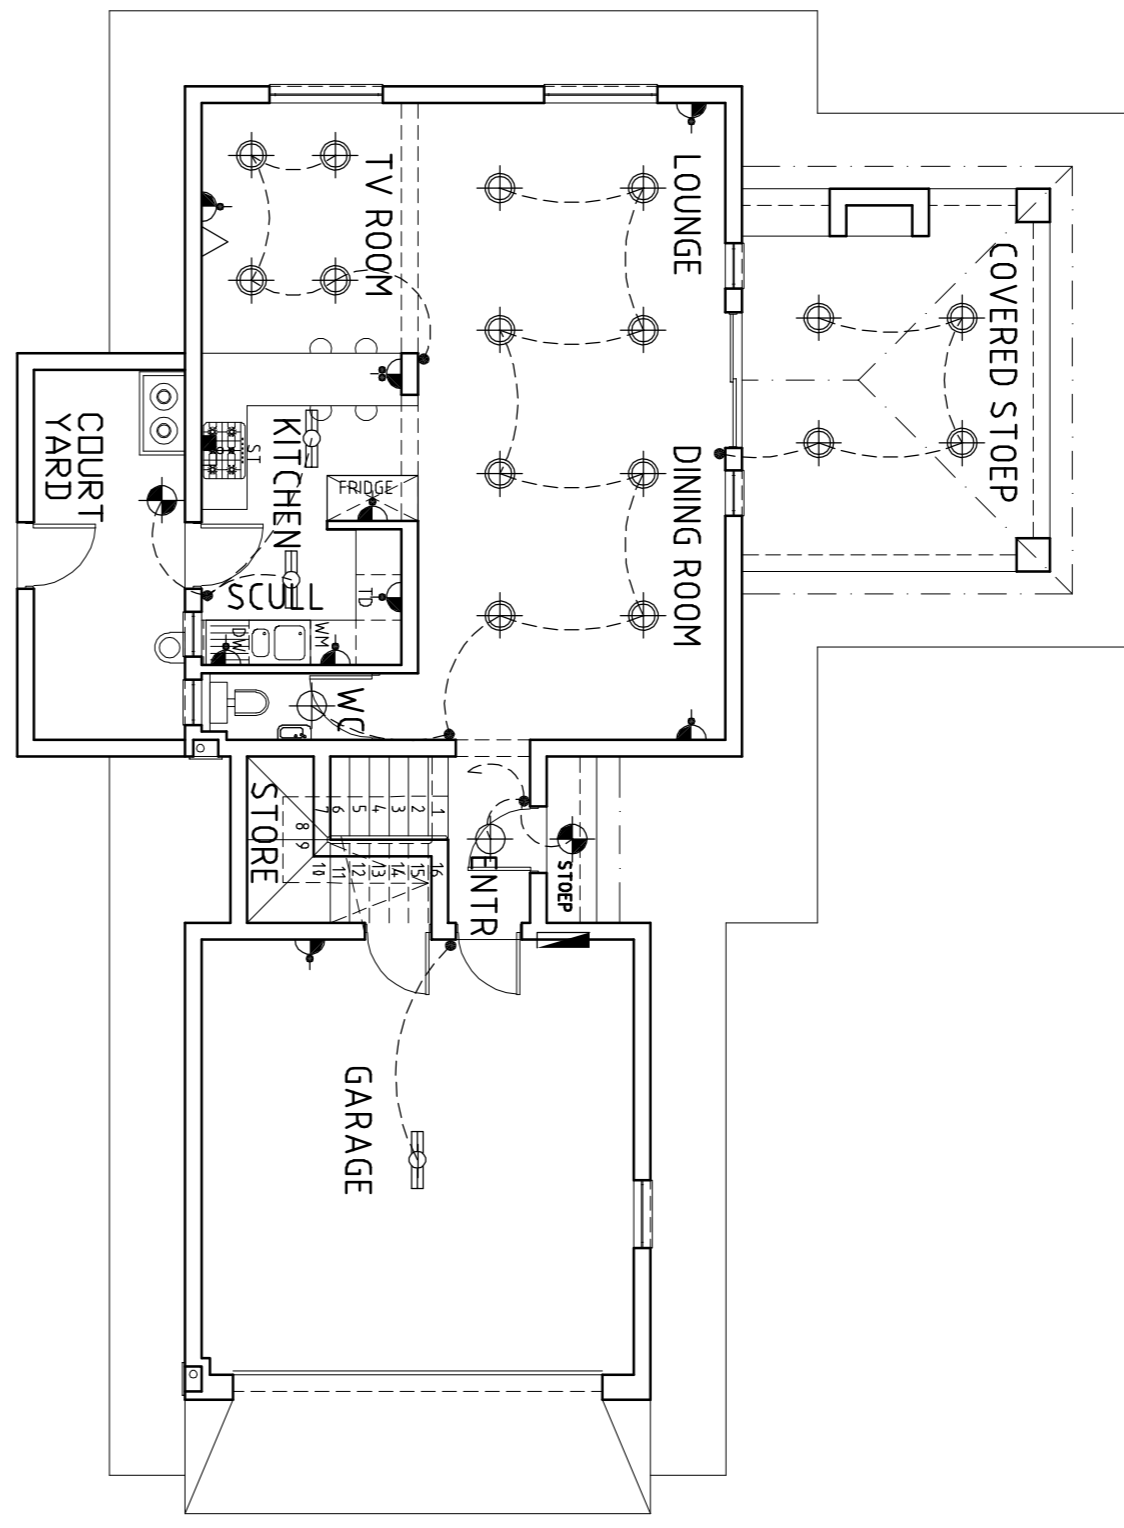 TV ROOM
LOUNGE
COVERED STOEP
COURT
YARD
KITCHEN
ST
FRIDGE
DINING ROOM
SCULL
TD
DW
WM
WC
STORE
1
2
3
4
5
6
7
8
9
10
11
12
13
14
15
16
ENTR
STOEP
GARAGE